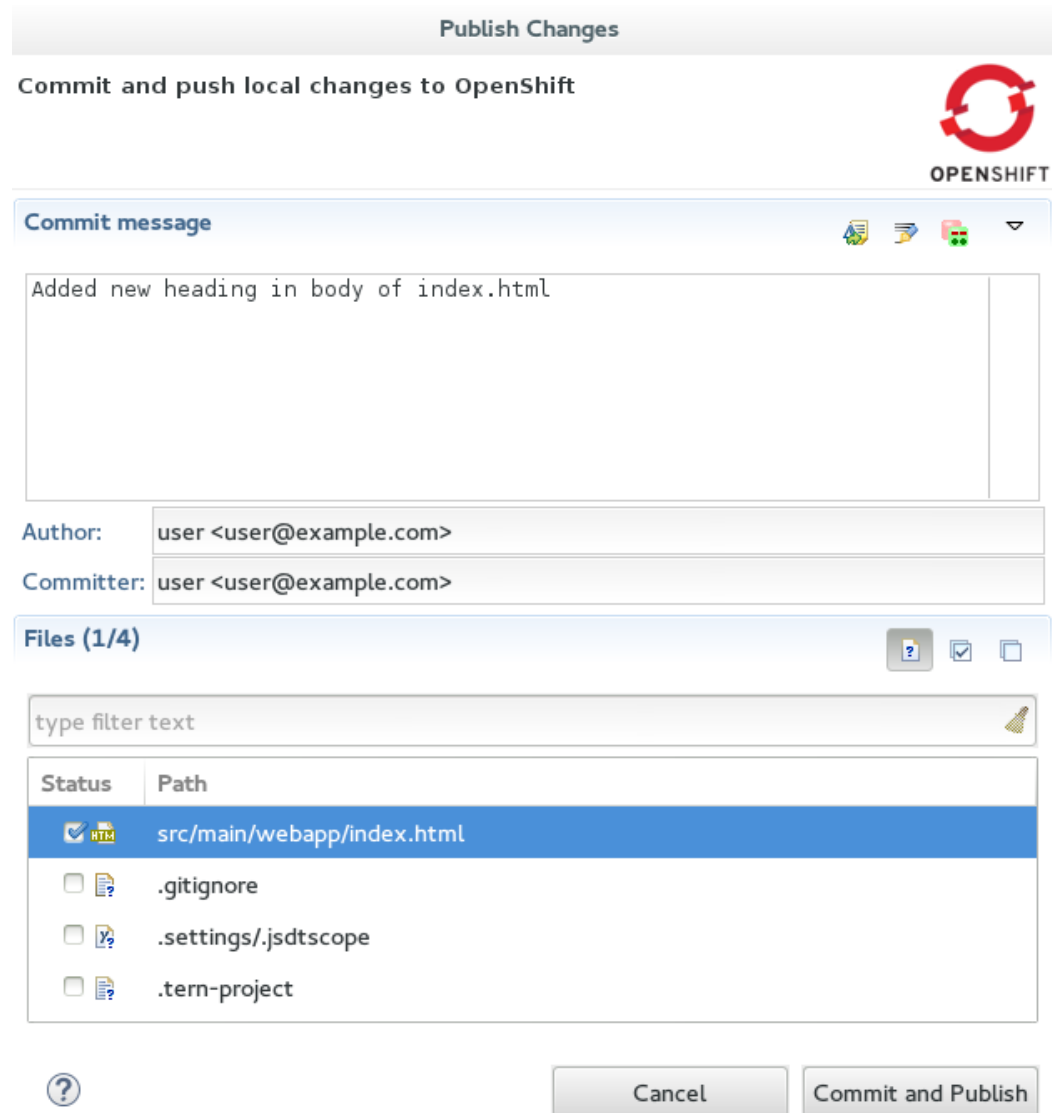 Publish Changes
Commit and push local changes to OpenShift
OPENSHIFT
Commit message
Added new heading in body of index.html
Author: user <user@example.com>
Committer: user <user@example.com>
Files (1/4)
type filter text
Status Path
HTM src/main/webapp/index.html
.gitignore
.settings/.jsdtscope
.tern-project
Cancel Commit and Publish